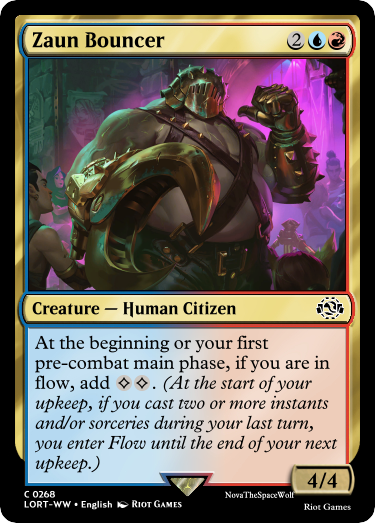 Zaun Bouncer 2
Creature — Human Citizen
At the beginning or your first
pre-combat main phase, if you are in
flow, add . (At the start of your
upkeep, if you cast two or more instants
and/or sorceries during your last turn,
you enter Flow until the end of your next
upkeep.)
4/4
C 0268
LORT-WW • English Riot Games
NovaTheSpaceWolf
Riot Games